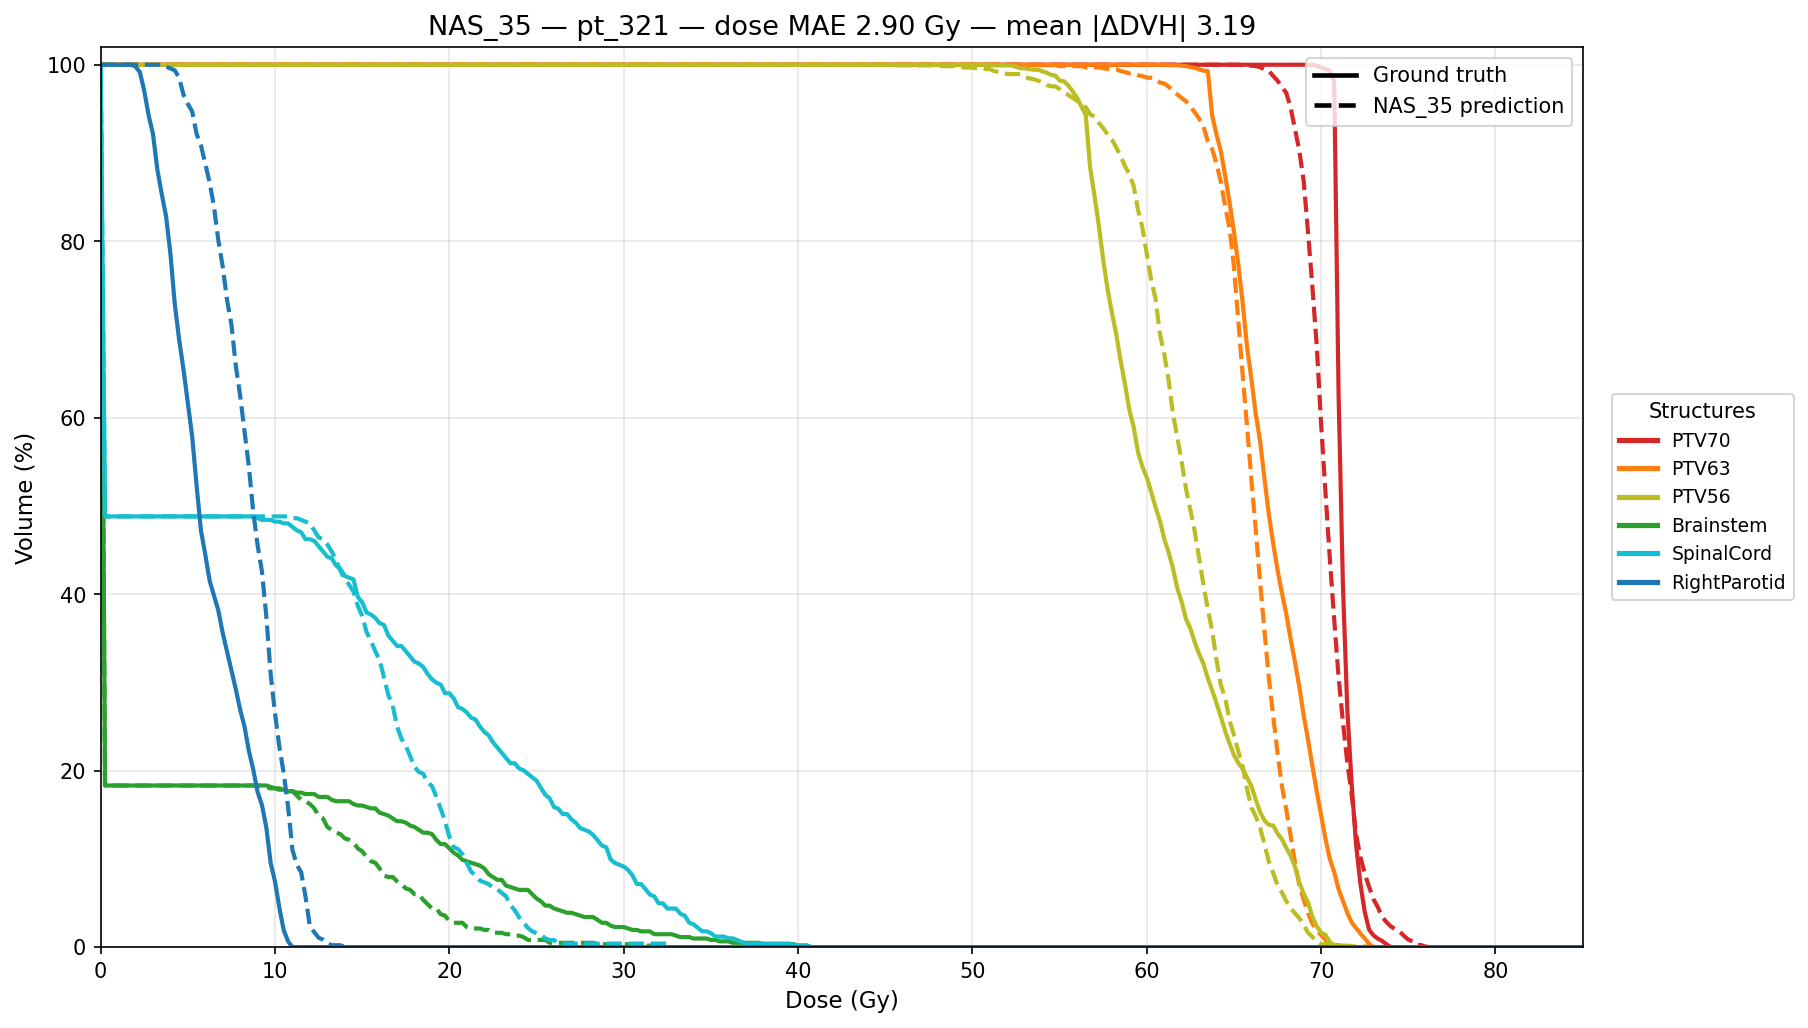 NAS_35 — pt_321 — dose MAE 2.90 Gy — mean |ΔDVH| 3.19
Ground truth
NAS_35 prediction
Volume (%)
100
80
60
40
20
0
0 10 20 30 40 50 60 70 80
Dose (Gy)
Structures
PTV70
PTV63
PTV56
Brainstem
SpinalCord
RightParotid